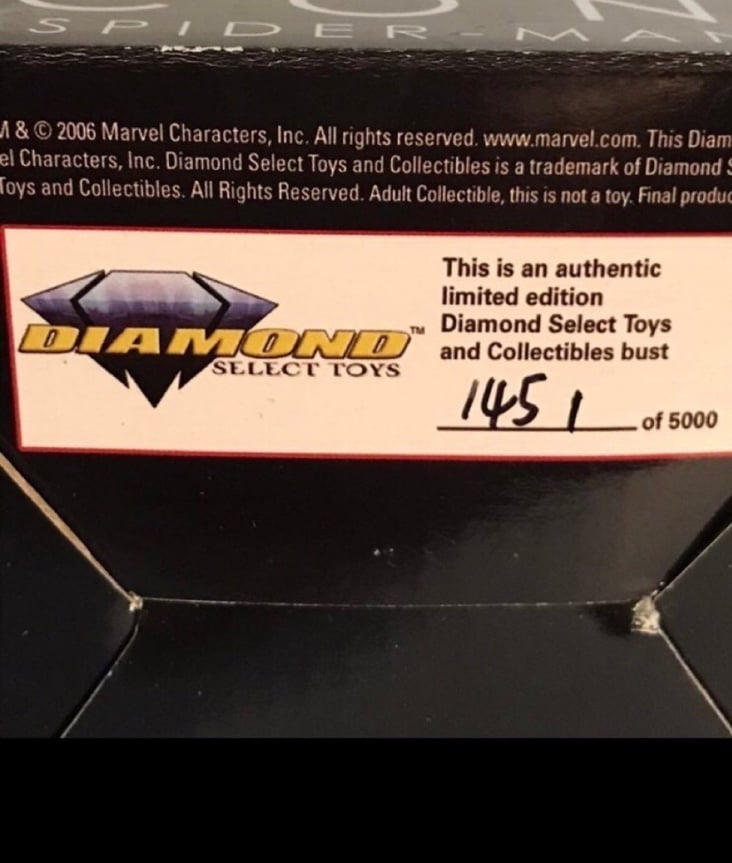 SPIDER-MA
& © 2006 Marvel Characters, Inc. All rights reserved. www.marvel.com. This Diam
el Characters, Inc. Diamond Select Toys and Collectibles is a trademark of Diamond S
Toys and Collectibles. All Rights Reserved. Adult Collectible, this is not a toy. Final produc
DIAMOND™
SELECT TOYS
This is an authentic
limited edition
Diamond Select Toys
and Collectibles bust
1451 of 5000